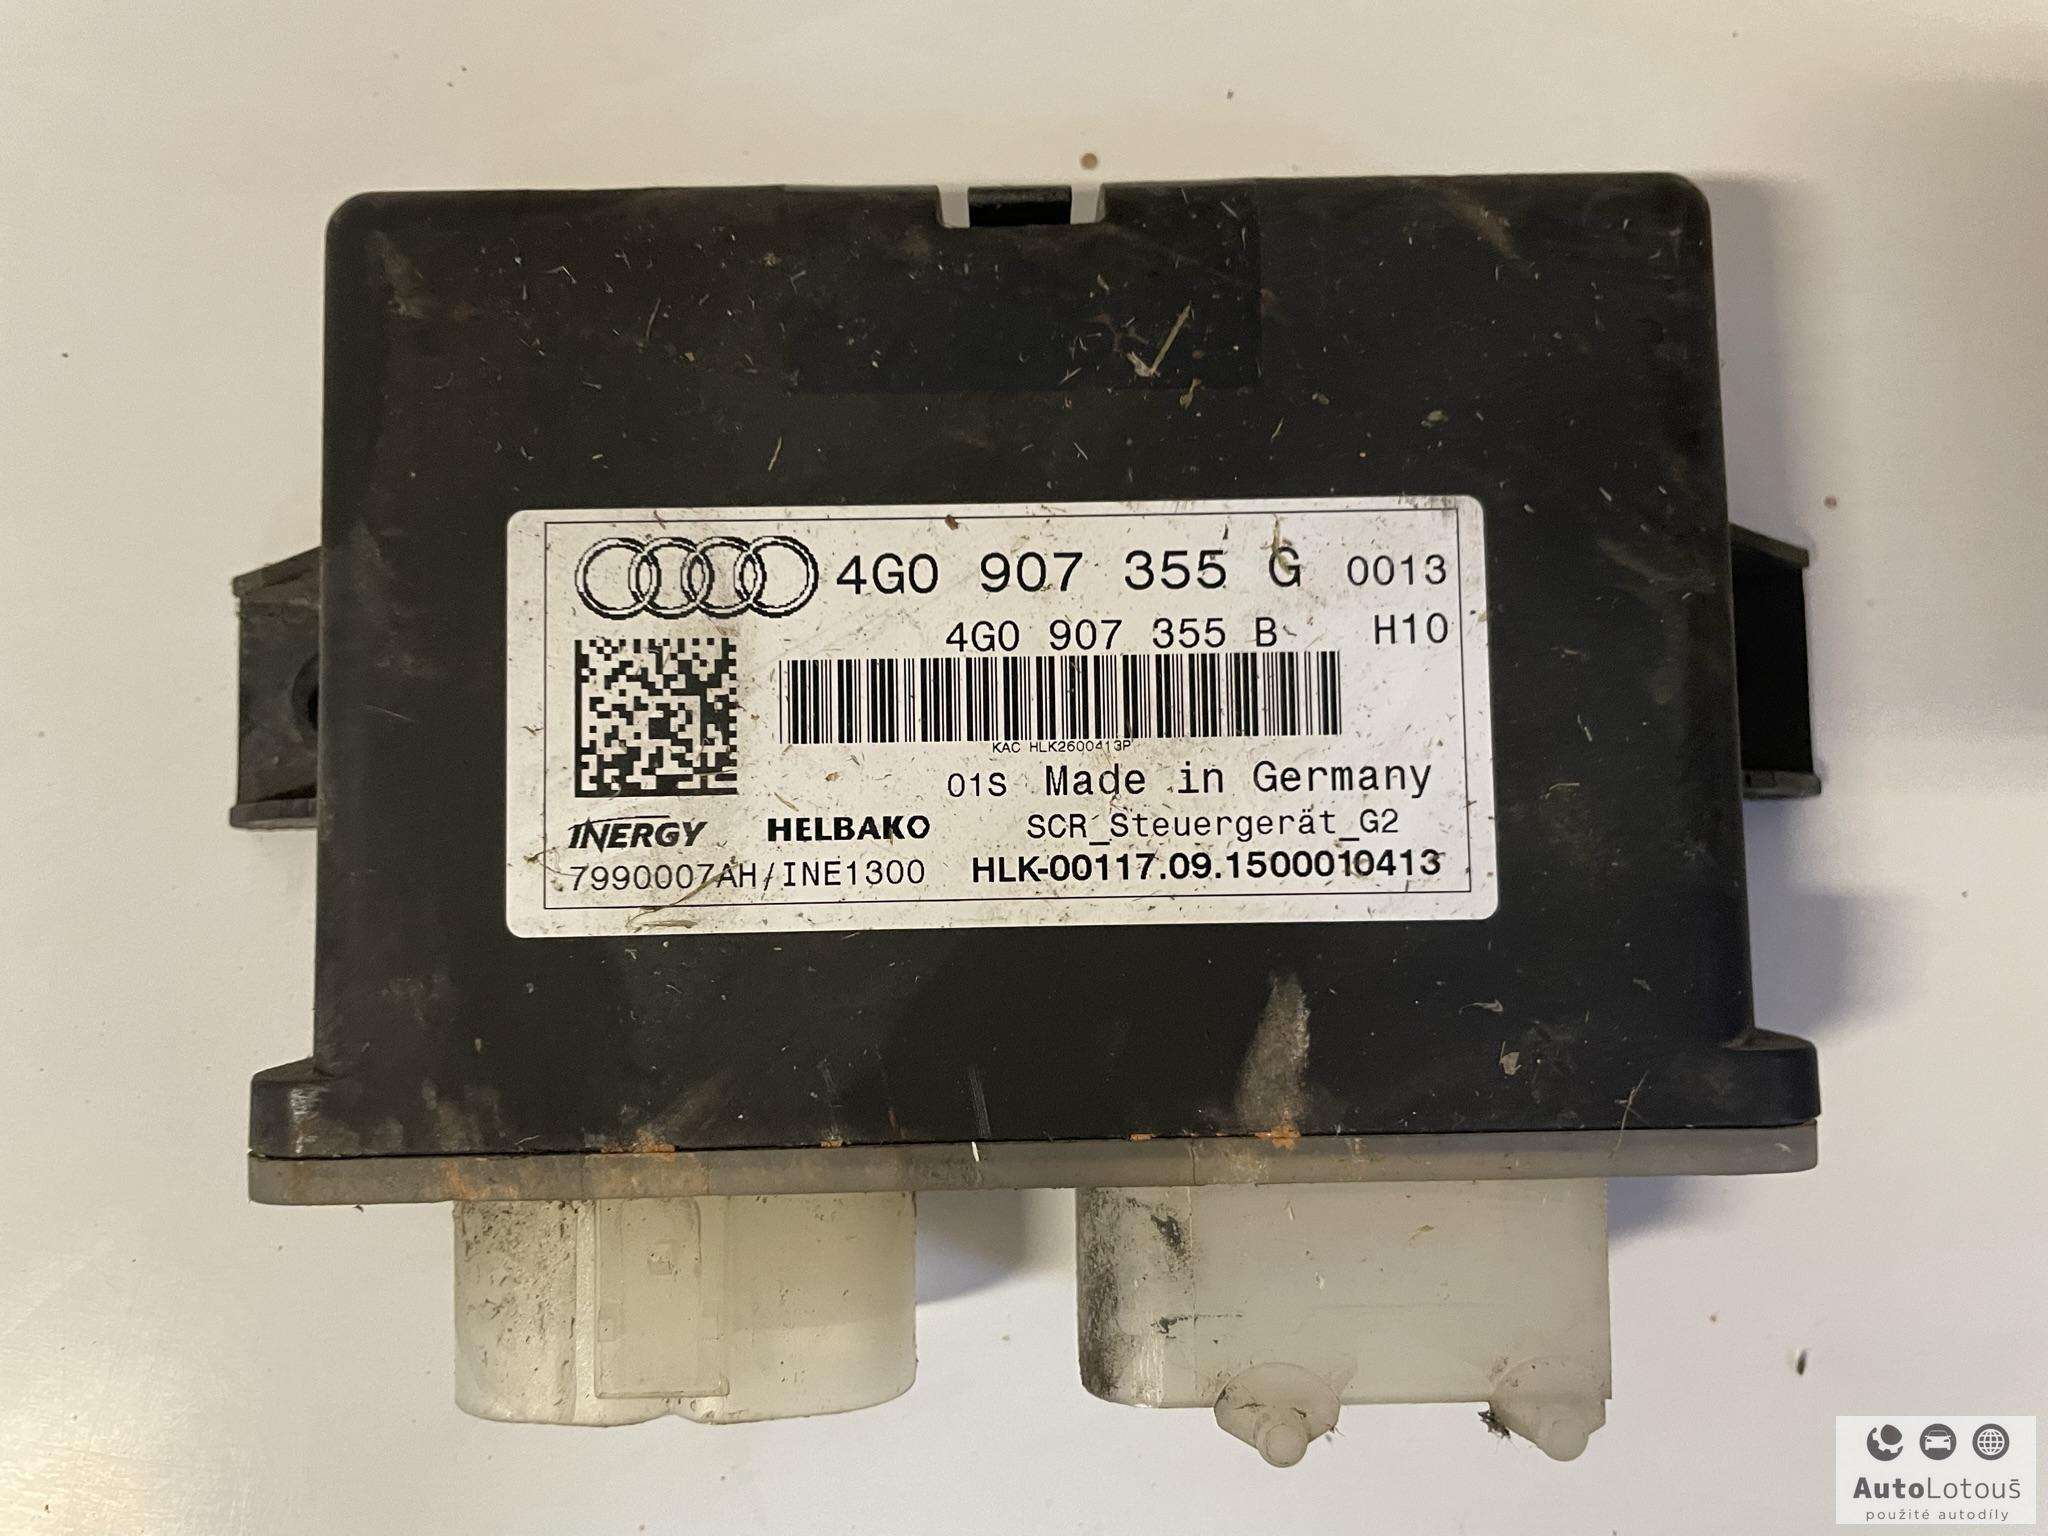 4G0 907 355 G 0013
4G0 907 355 B H10
KAC HLK2600413P
01S Made in Germany
INERGY HELBAKO SCR_Steuergerät_G2
7990007AH/INE1300 HLK-00117.09.1500010413
AutoLotouš
použité autodíly